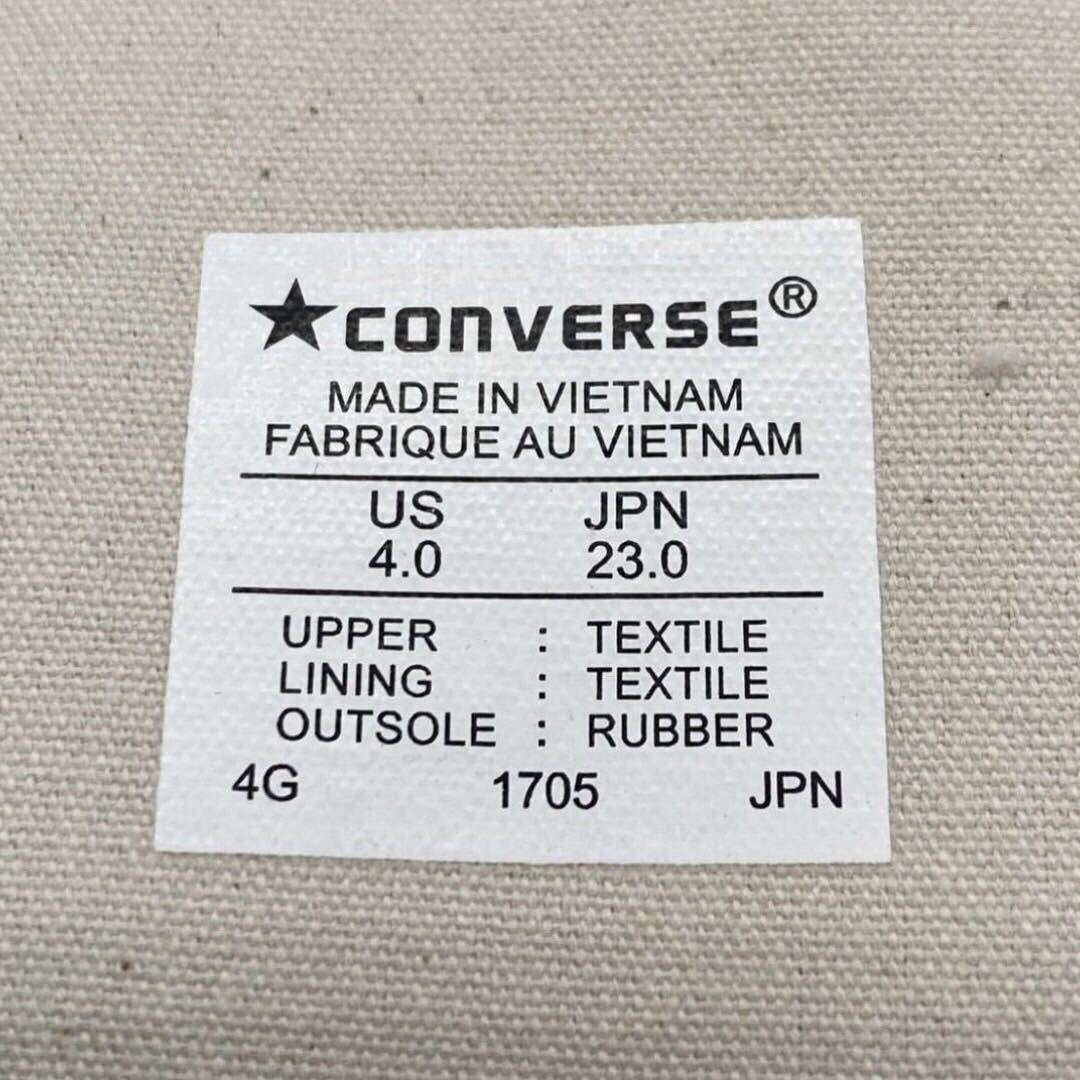 ★CONVERSE®
MADE IN VIETNAM
FABRIQUE AU VIETNAM
US JPN
4.0 23.0
UPPER : TEXTILE
LINING : TEXTILE
OUTSOLE : RUBBER
4G 1705 JPN